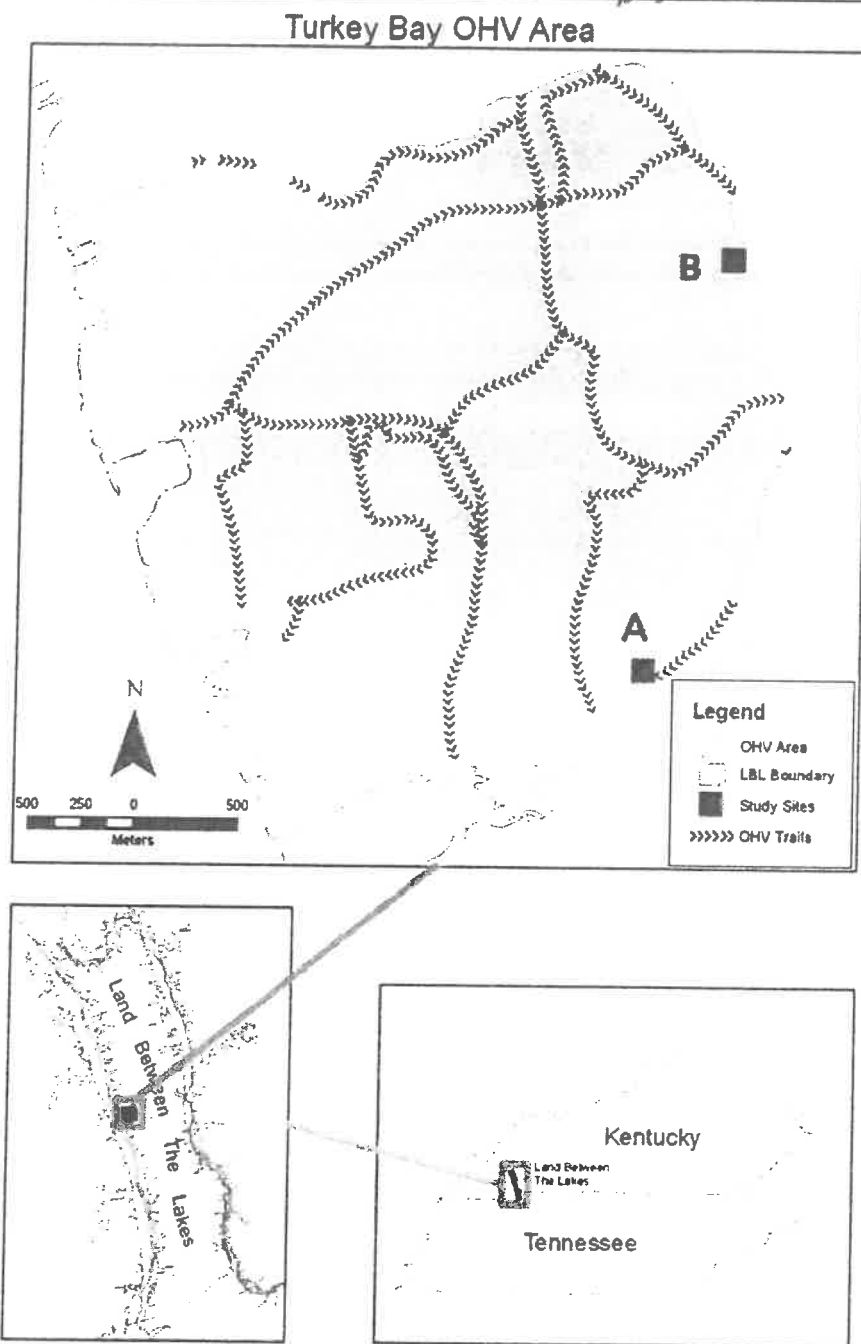 Turkey Bay OHV Area
B
A
N
500 250 0 500
Meters
Legend
OHV Area
LBL Boundary
Study Sites
OHV Trails
Land Between The Lakes
Kentucky
Land Between
The Lakes
Tennessee